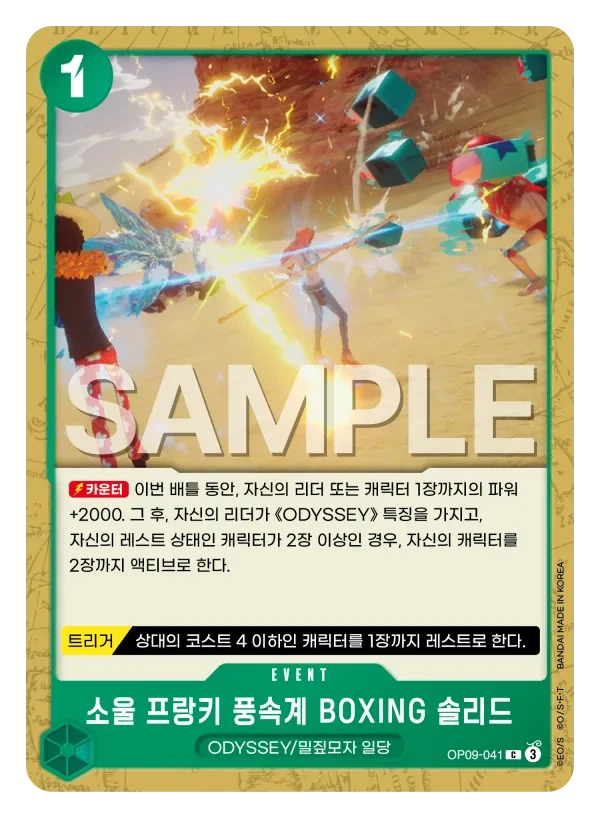 1
SAMPLE
카운터 이번 배틀 동안, 자신의 리더 또는 캐릭터 1장까지의 파워
+2000. 그 후, 자신의 리더가 《ODYSSEY》 특징을 가지고,
자신의 레스트 상태인 캐릭터가 2장 이상인 경우, 자신의 캐릭터를
2장까지 액티브로 한다.
트리거 상대의 코스트 4 이하인 캐릭터를 1장까지 레스트로 한다.
EVENT
소울 프랑키 풍속계 BOXING 솔리드
ODYSSEY/밀짚모자 일당
OP09-041 C 3
©EO/S ©O/S·F·T BANDAI MADE IN KOREA